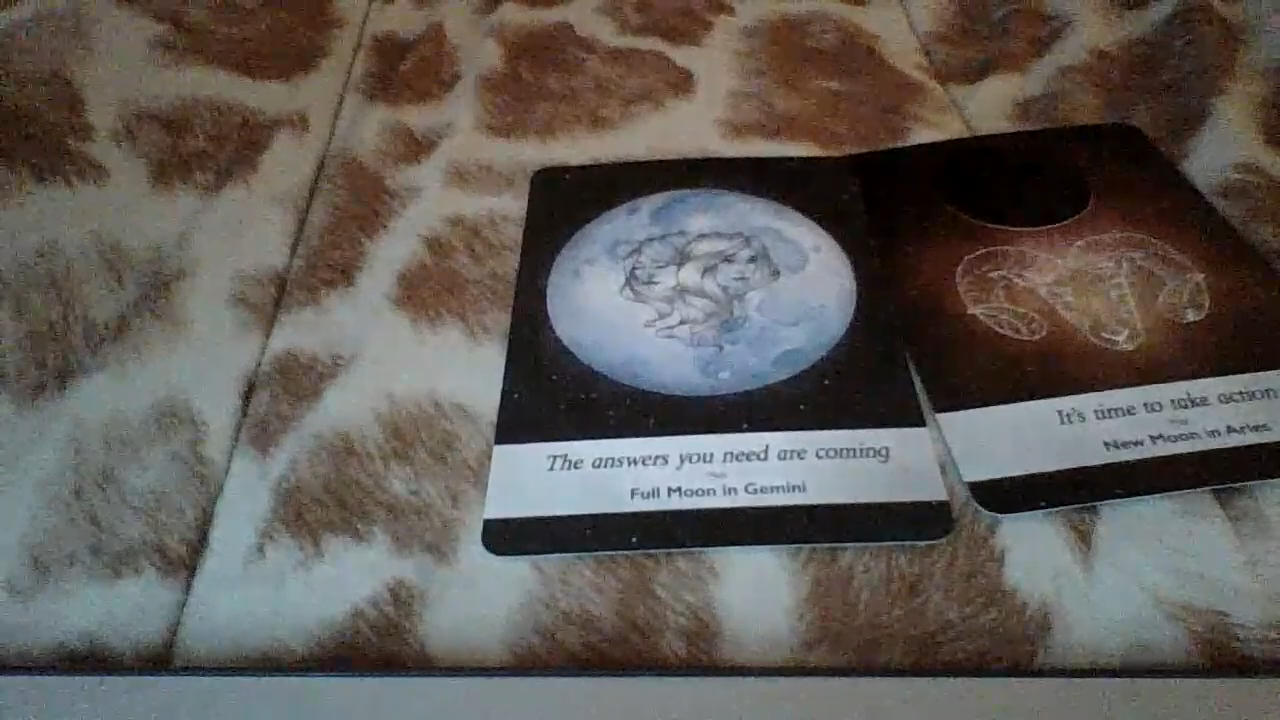 The answers you need are coming
Full Moon in Gemini
It's time to take action
New Moon in Aries